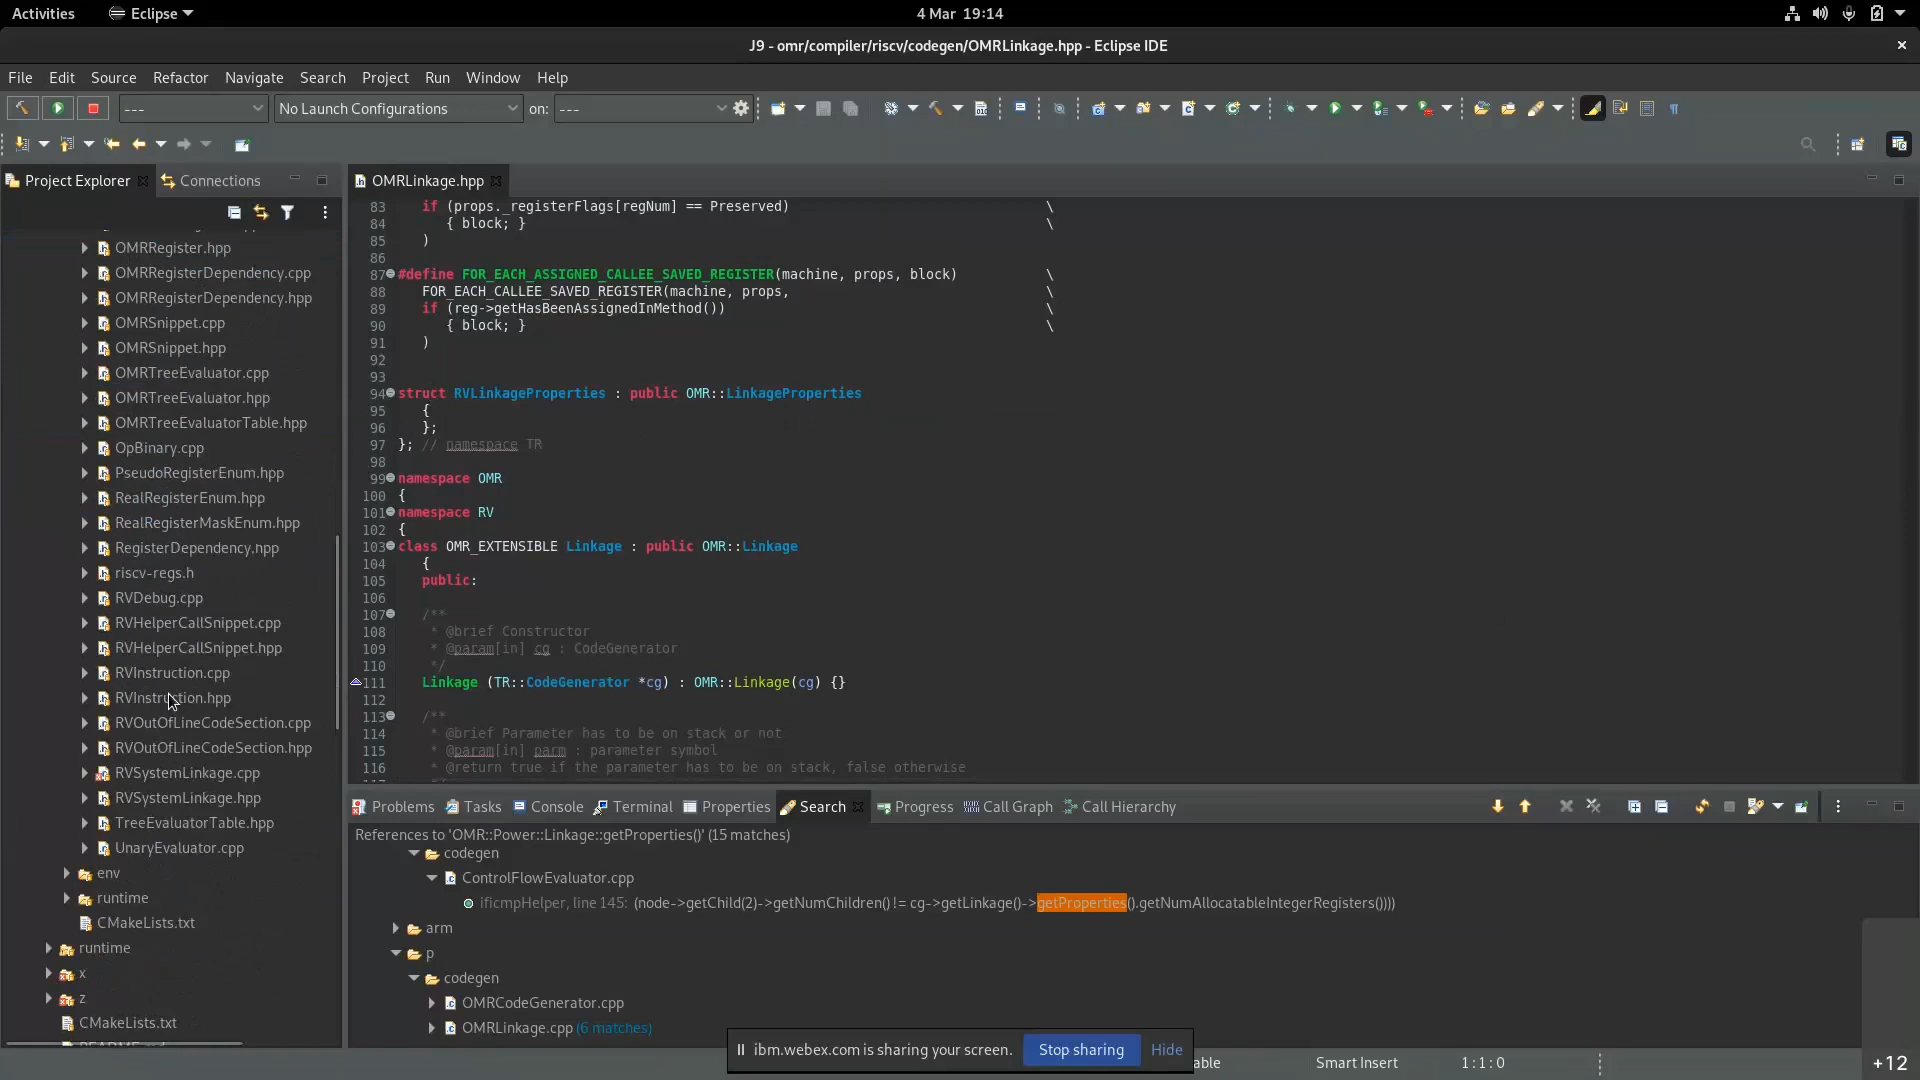 Activities Eclipse 4 Mar 19:14
J9 - omr/compiler/riscv/codegen/OMRLinkage.hpp - Eclipse IDE
File Edit Source Refactor Navigate Search Project Run Window Help
--- No Launch Configurations on: ---
Project Explorer Connections
OMRRegister.hpp
OMRRegisterDependency.cpp
OMRRegisterDependency.hpp
OMRSnippet.cpp
OMRSnippet.hpp
OMRTreeEvaluator.cpp
OMRTreeEvaluator.hpp
OMRTreeEvaluatorTable.hpp
OpBinary.cpp
PseudoRegisterEnum.hpp
RealRegisterEnum.hpp
RealRegisterMaskEnum.hpp
RegisterDependency.hpp
riscv-regs.h
RVDebug.cpp
RVHelperCallSnippet.cpp
RVHelperCallSnippet.hpp
RVInstruction.cpp
RVInstruction.hpp
RVOutOfLineCodeSection.cpp
RVOutOfLineCodeSection.hpp
RVSystemLinkage.cpp
RVSystemLinkage.hpp
TreeEvaluatorTable.hpp
UnaryEvaluator.cpp
env
runtime
CMakeLists.txt
runtime
x
z
CMakeLists.txt
OMRLinkage.hpp
83 if (props._registerFlags[regNum] == Preserved) \
84 { block; } \
85 )
86
87 #define FOR_EACH_ASSIGNED_CALLEE_SAVED_REGISTER(machine, props, block) \
88 FOR_EACH_CALLEE_SAVED_REGISTER(machine, props, \
89 if (reg->getHasBeenAssignedInMethod()) \
90 { block; } \
91 )
92
93
94 struct RVLinkageProperties : public OMR::LinkageProperties
95 {
96 };
97 }; // namespace TR
98
99 namespace OMR
100 {
101 namespace RV
102 {
103 class OMR_EXTENSIBLE Linkage : public OMR::Linkage
104 {
105 public:
106
107 /**
108 * @brief Constructor
109 * @param[in] cg : CodeGenerator
110 */
111 Linkage (TR::CodeGenerator *cg) : OMR::Linkage(cg) {}
112
113 /**
114 * @brief Parameter has to be on stack or not
115 * @param[in] parm : parameter symbol
116 * @return true if the parameter has to be on stack, false otherwise
Problems Tasks Console Terminal Properties Search Progress Call Graph Call Hierarchy
References to 'OMR::Power::Linkage::getProperties()' (15 matches)
codegen
ControlFlowEvaluator.cpp
ificmpHelper, line 145: (node->getChild(2)->getNumChildren() != cg->getLinkage()->getProperties().getNumAllocatableIntegerRegisters())))
arm
p
codegen
OMRCodeGenerator.cpp
OMRLinkage.cpp (6 matches)
ibm.webex.com is sharing your screen. Stop sharing Hide
Smart Insert 1 : 1 : 0
+12